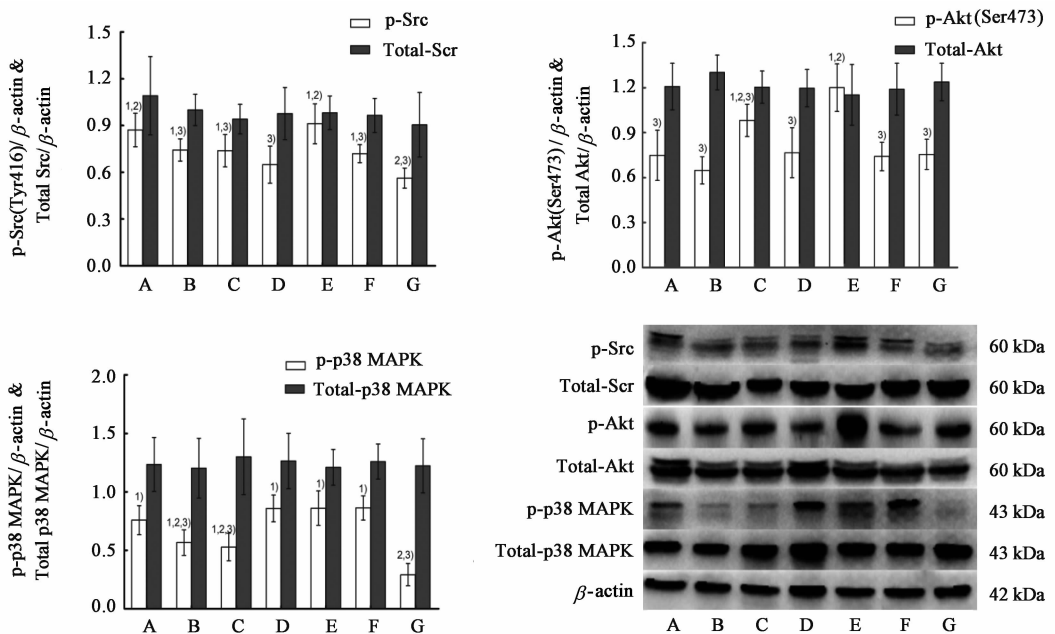 p-Src
Total-Scr
p-Src(Tyr416)/β-actin &
Total Src/β-actin
1.5
1.2
0.9
0.6
0.3
0.0
1,2)
1,3)
1,3)
3)
1,2)
1,3)
2,3)
A B C D E F G
p-Akt(Ser473)
Total-Akt
p-Akt(Ser473)/β-actin &
Total Akt/β-actin
1.5
1.2
0.9
0.6
0.3
0.0
3)
3)
1,2,3)
3)
1,2)
3)
3)
A B C D E F G
p-p38 MAPK
Total-p38 MAPK
p-p38 MAPK/β-actin &
Total p38 MAPK/β-actin
2.0
1.5
1.0
0.5
0.0
1)
1,2,3)
1,2,3)
1)
1)
1)
2,3)
A B C D E F G
p-Src 60 kDa
Total-Scr 60 kDa
p-Akt 60 kDa
Total-Akt 60 kDa
p-p38 MAPK 43 kDa
Total-p38 MAPK 43 kDa
β-actin 42 kDa
A B C D E F G